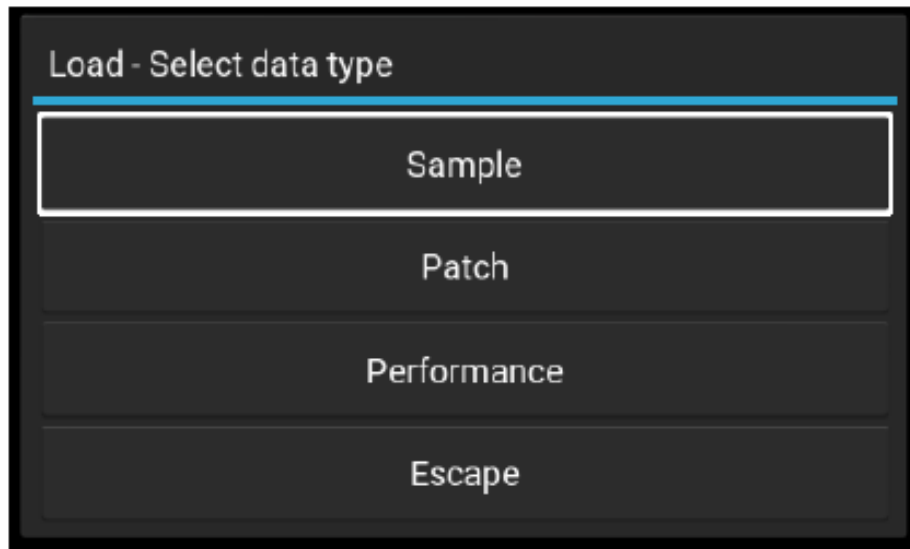 Load - Select data type
Sample
Patch
Performance
Escape